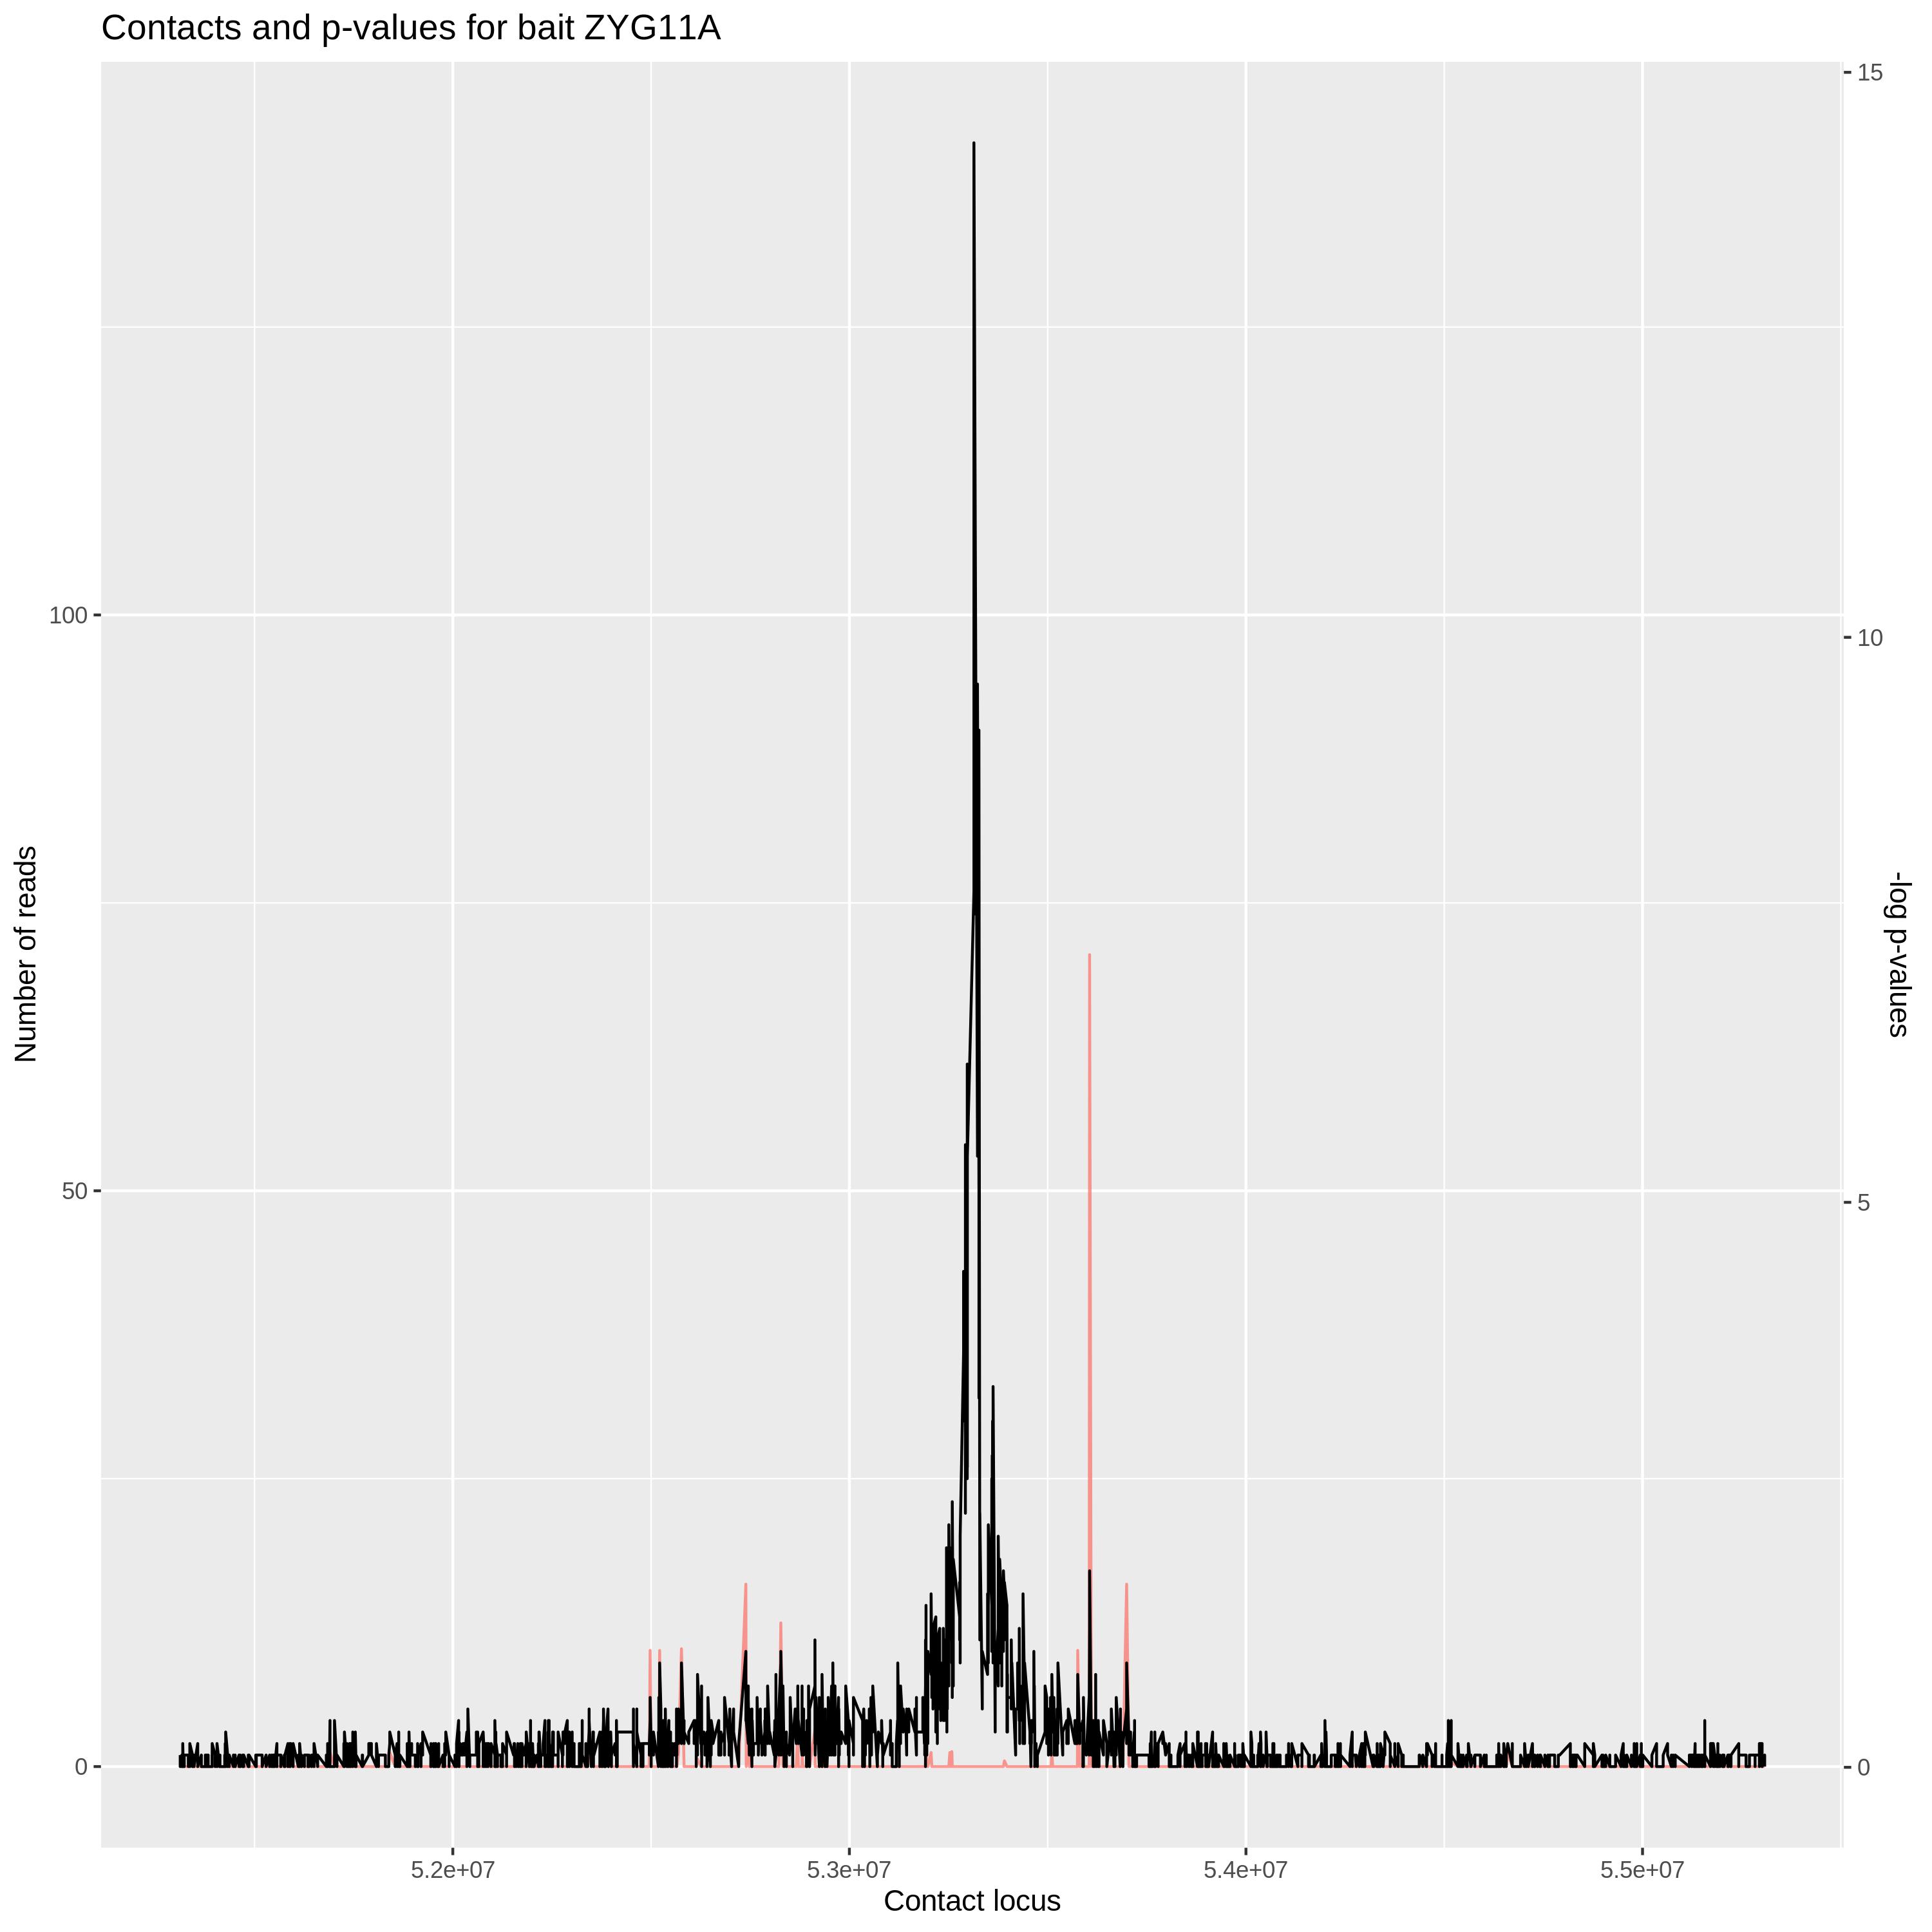 Contacts and p-values for bait ZYG11A
15
100
10
Number of reads
-log p-values
50
5
0
0
5.2e+07
5.3e+07
5.4e+07
5.5e+07
Contact locus